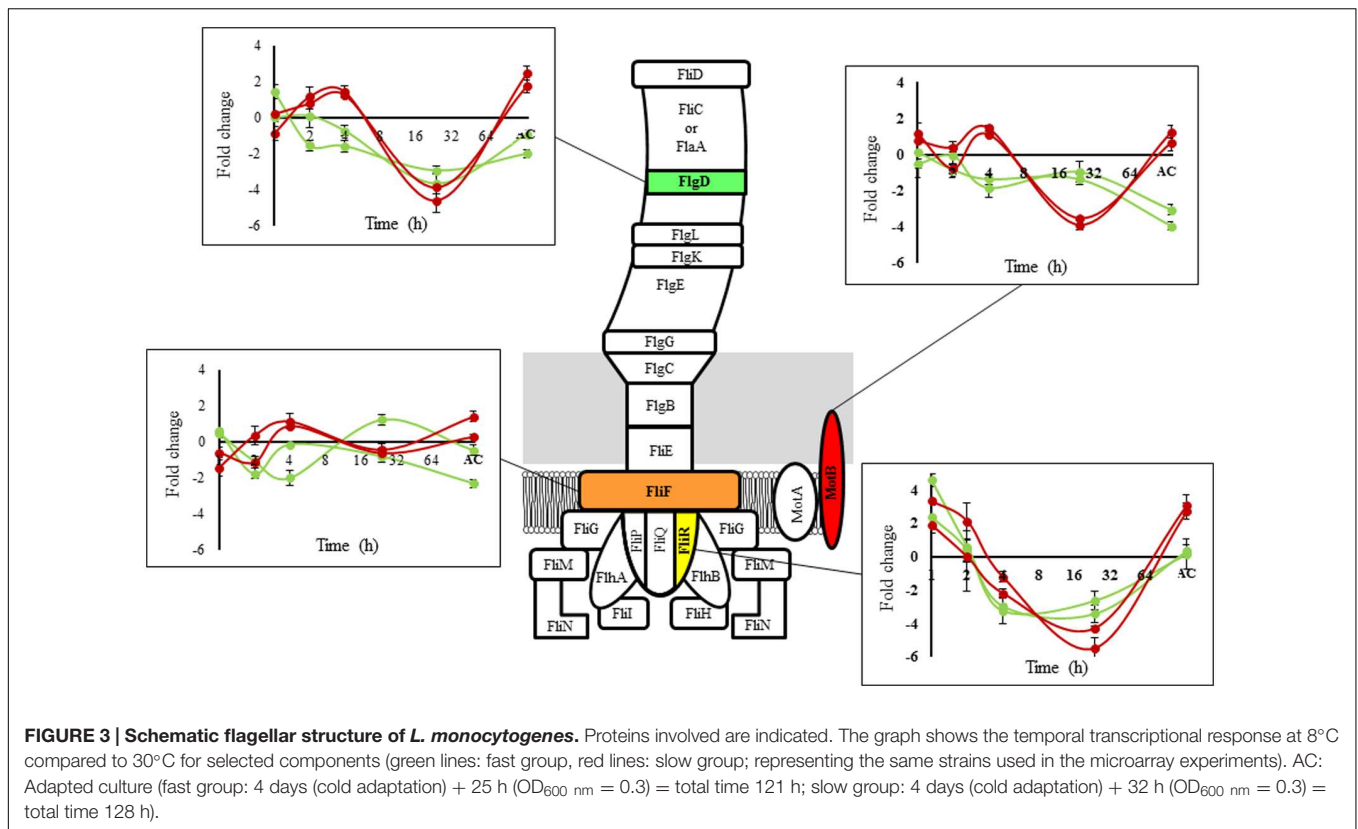 4
2
0
-2
-4
-6
Fold change
2
4
8
16
32
64
AC
Time (h)
FliD
FliC
or
FlaA
FlgD
FlgL
FlgK
FlgE
FlgG
FlgC
FlgB
FliE
FliF
FliG
FliP
FliQ
FliR
FliG
FliM
FlhA
FlhB
FliM
FliI
FliH
FliN
FliN
MotA
MotB
4
2
0
-2
-4
-6
Fold change
2
4
8
16
32
64
AC
Time (h)
4
2
0
-2
-4
-6
Fold change
2
4
8
16
32
64
AC
Time (h)
4
2
0
-2
-4
-6
Fold change
1
2
4
8
16
32
64
AC
Time (h)
FIGURE 3 | Schematic flagellar structure of L. monocytogenes. Proteins involved are indicated. The graph shows the temporal transcriptional response at 8°C
compared to 30°C for selected components (green lines: fast group, red lines: slow group; representing the same strains used in the microarray experiments). AC:
Adapted culture (fast group: 4 days (cold adaptation) + 25 h (OD600 nm = 0.3) = total time 121 h; slow group: 4 days (cold adaptation) + 32 h (OD600 nm = 0.3) =
total time 128 h).